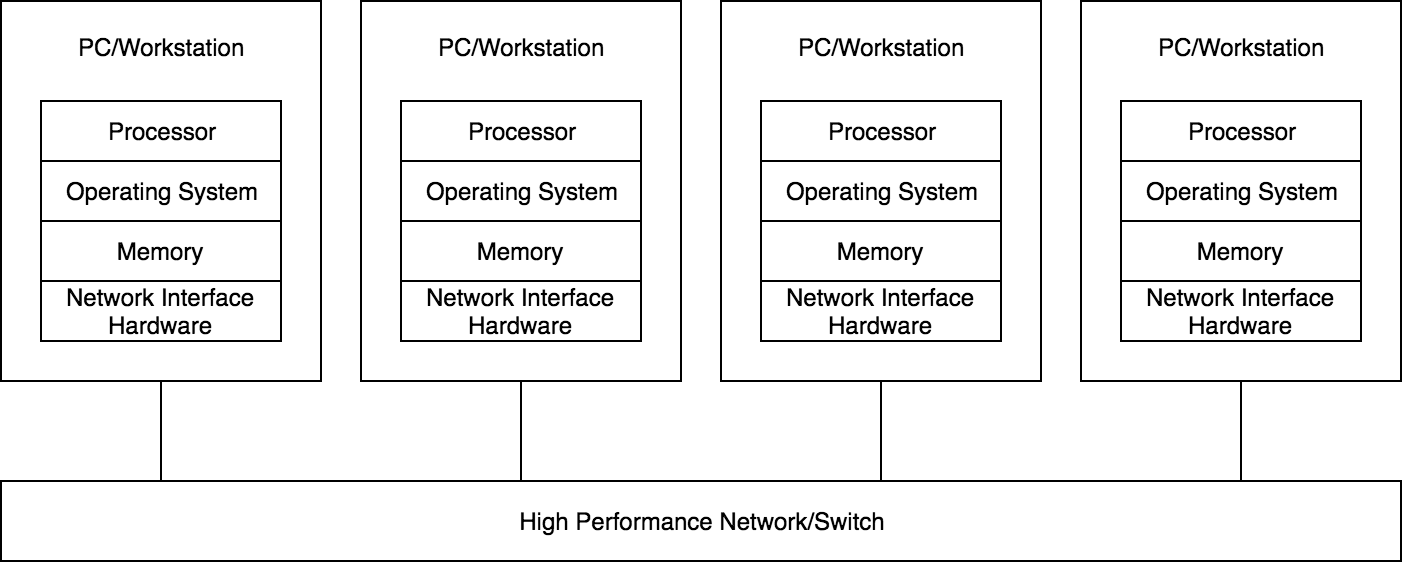 PC/Workstation
Processor
Operating System
Memory
Network Interface
Hardware
PC/Workstation
Processor
Operating System
Memory
Network Interface
Hardware
PC/Workstation
Processor
Operating System
Memory
Network Interface
Hardware
PC/Workstation
Processor
Operating System
Memory
Network Interface
Hardware
High Performance Network/Switch